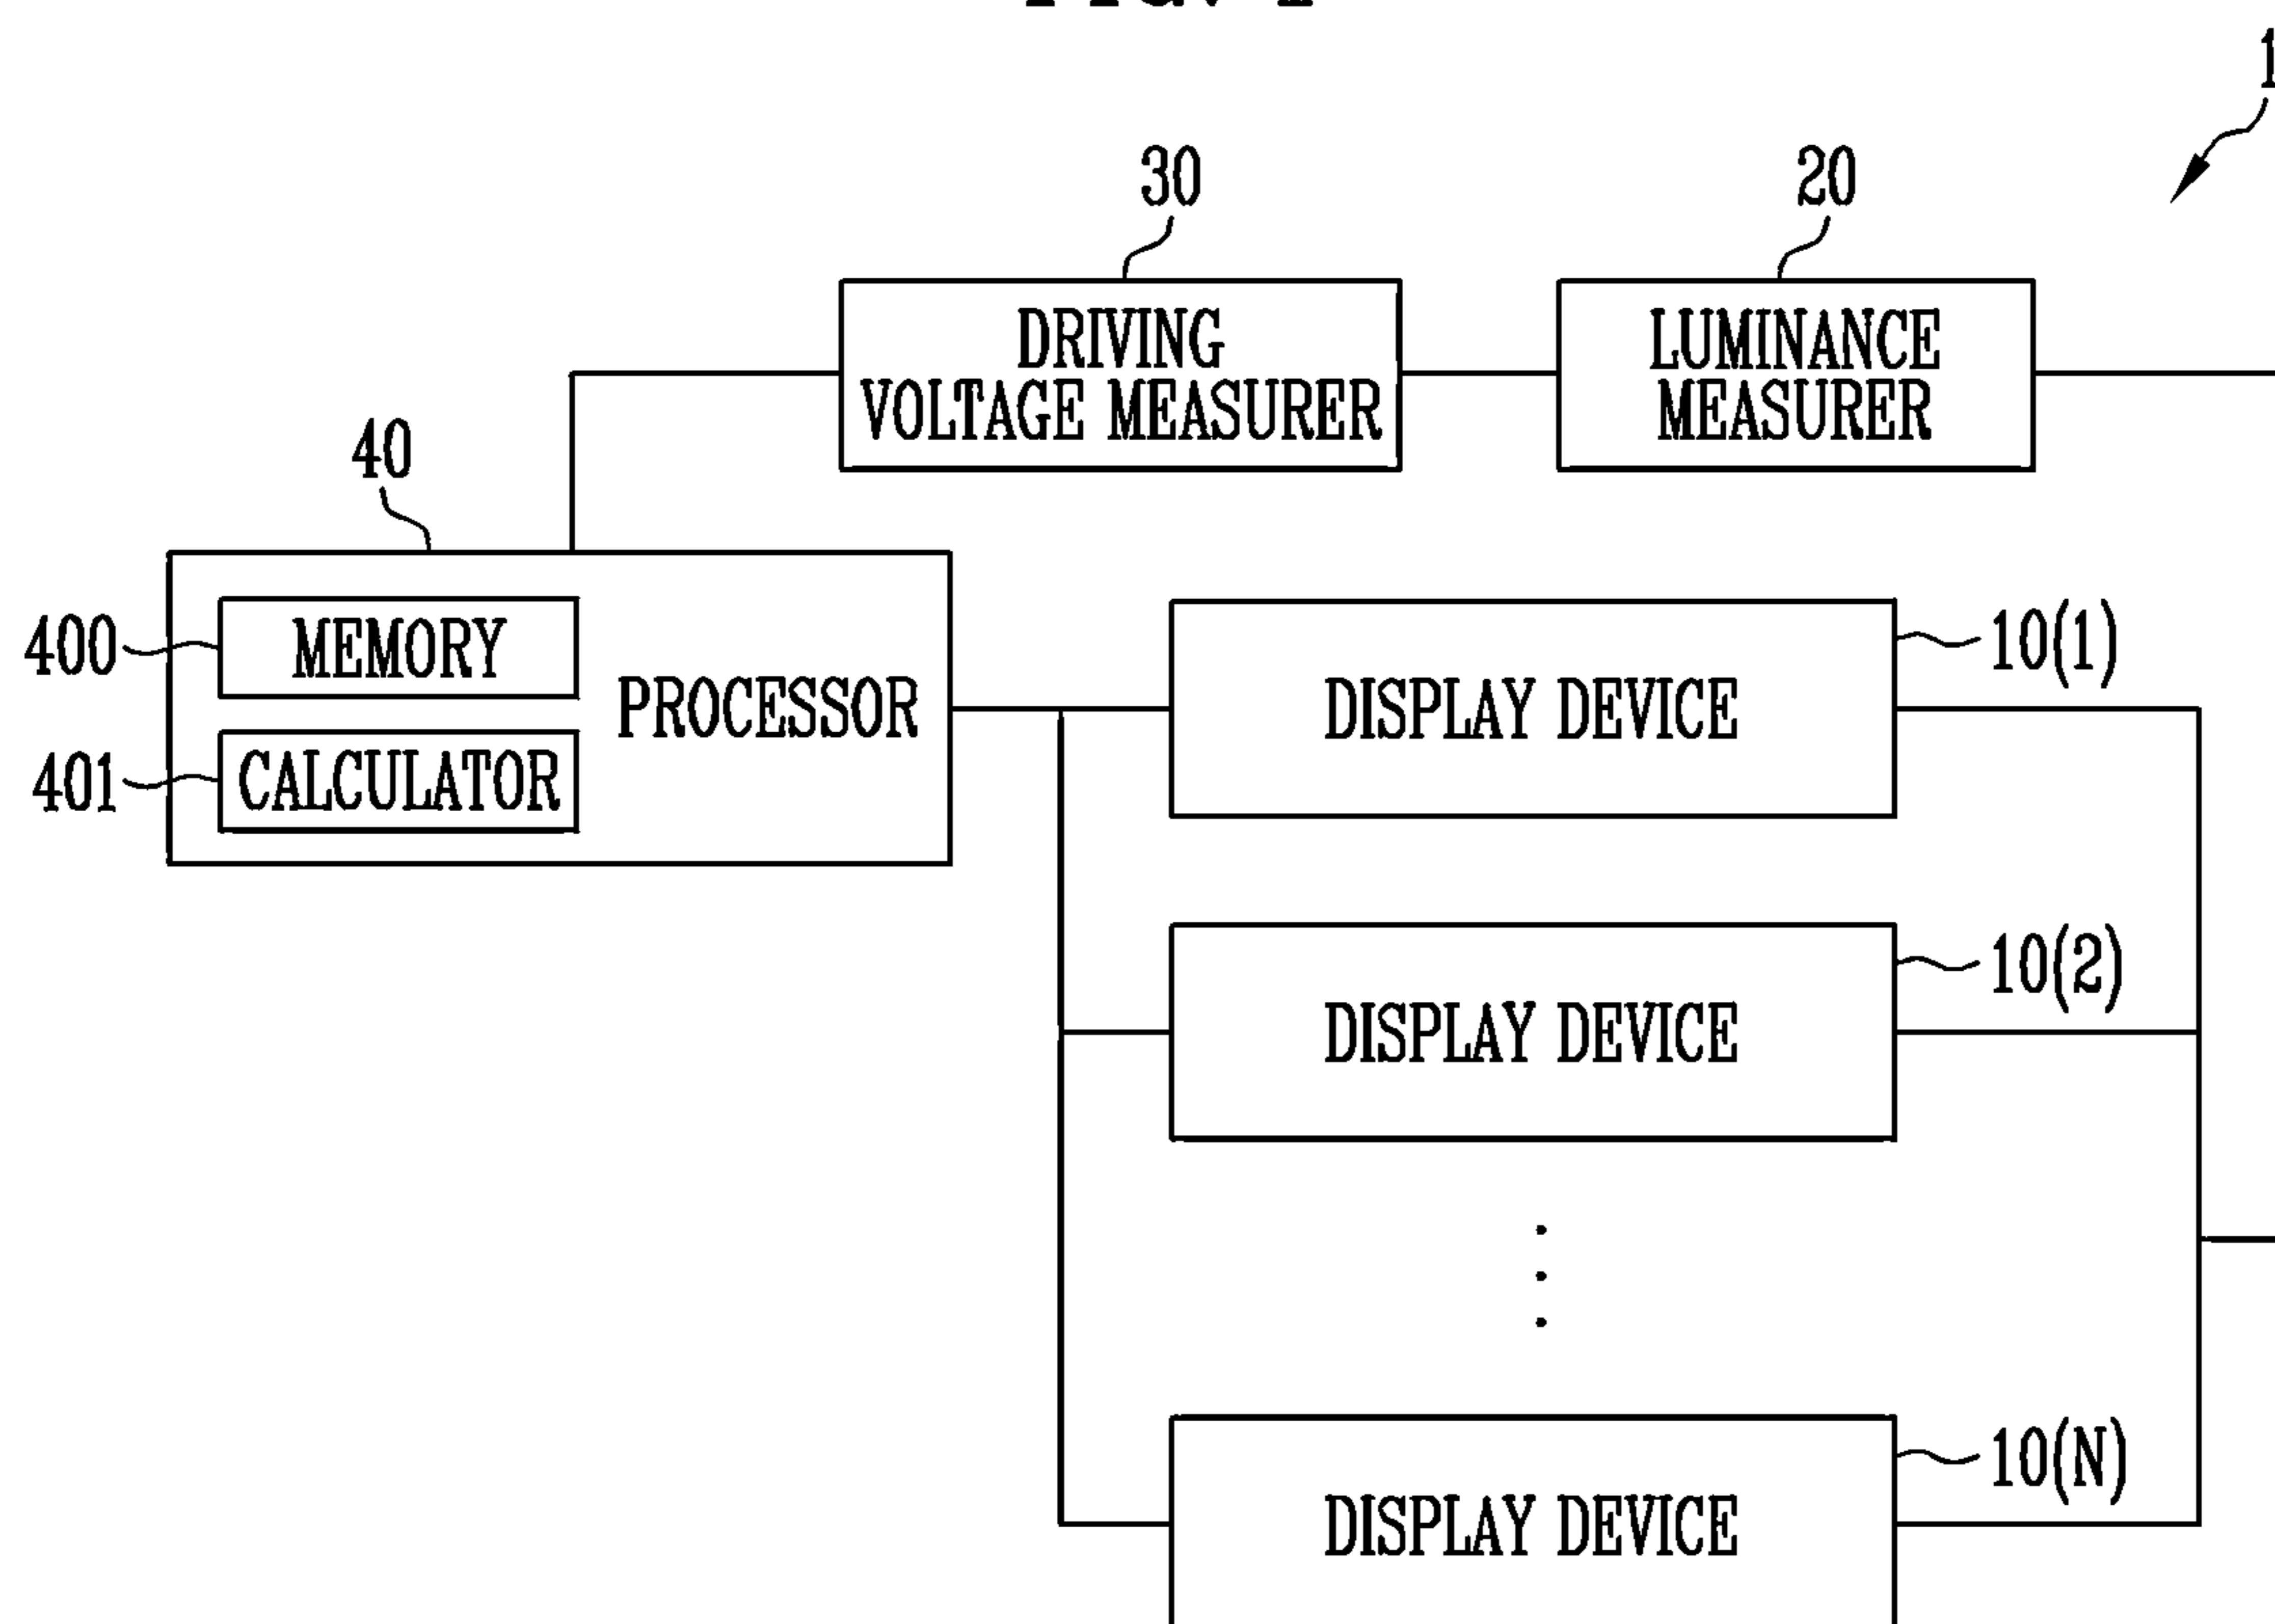 1
30
20
DRIVING
VOLTAGE MEASURER
LUMINANCE
MEASURER
40
400
MEMORY
PROCESSOR
401
CALCULATOR
DISPLAY DEVICE
10(1)
DISPLAY DEVICE
10(2)
DISPLAY DEVICE
10(N)